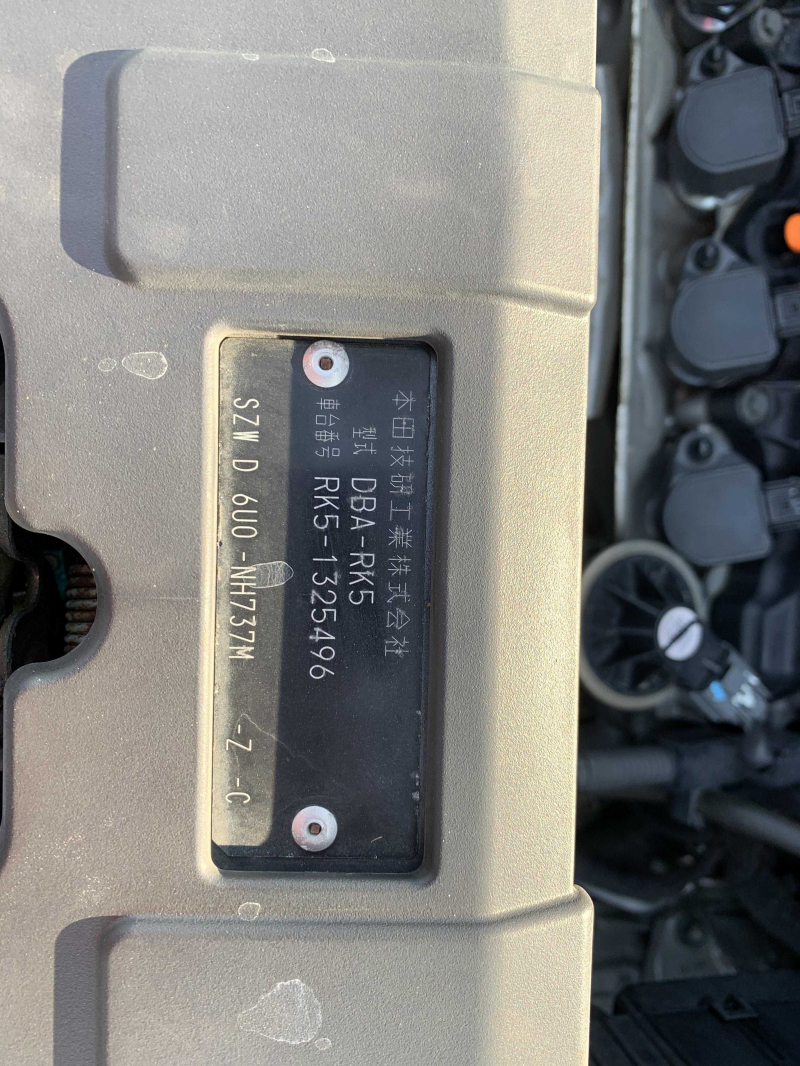 本田技研工業株式会社
型式 DBA-RK5
車台番号 RK5-1325496
SZW D 6U0 -NH737M -Z -C